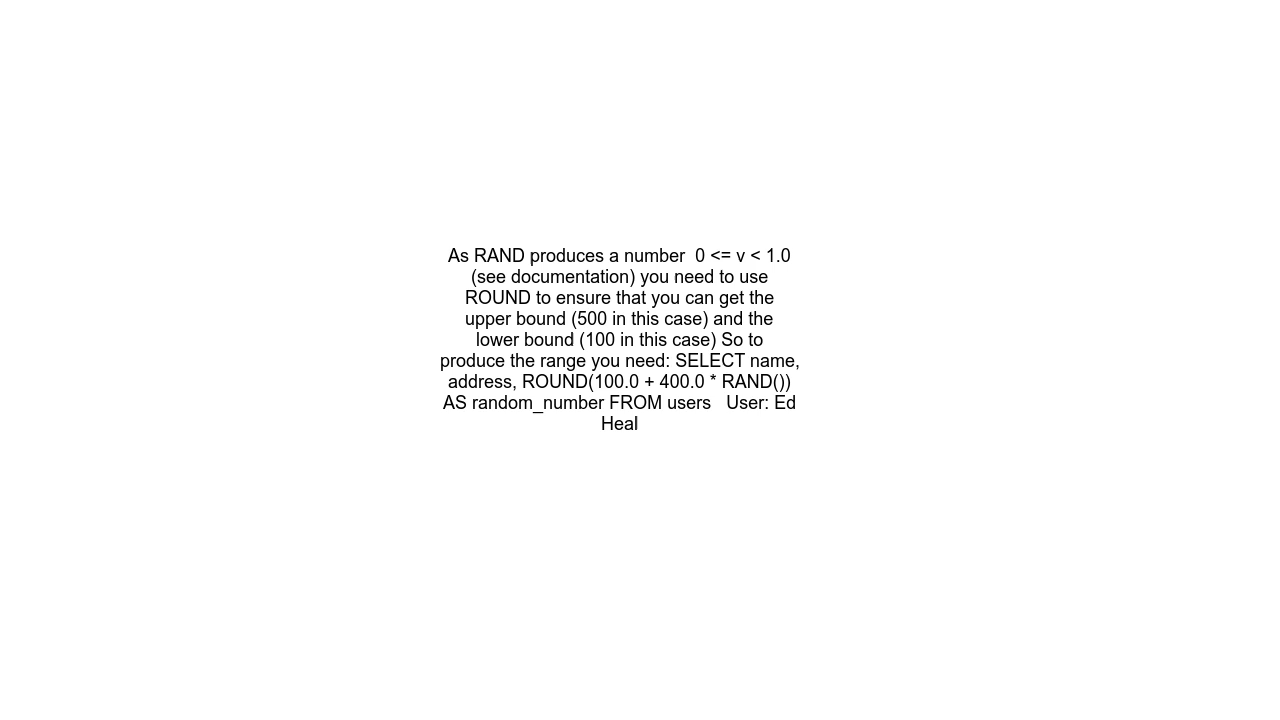 As RAND produces a number  0 <= v < 1.0
(see documentation) you need to use
ROUND to ensure that you can get the
upper bound (500 in this case) and the
lower bound (100 in this case) So to
produce the range you need: SELECT name,
address, ROUND(100.0 + 400.0 * RAND())
AS random_number FROM users   User: Ed
Heal